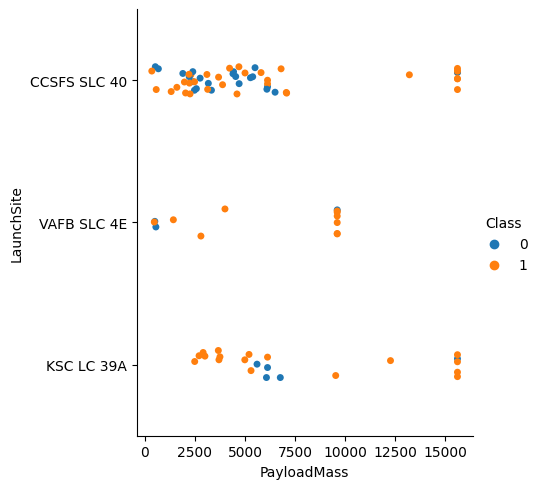 LaunchSite
CCSFS SLC 40
VAFB SLC 4E
KSC LC 39A
0 2500 5000 7500 10000 12500 15000
PayloadMass
Class
0
1